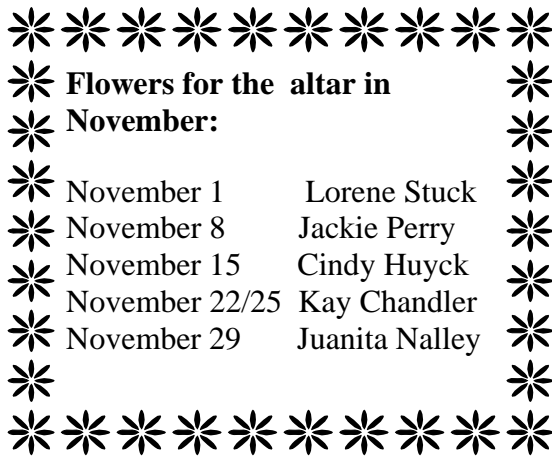 Flowers for the altar in
November:
November 1 Lorene Stuck
November 8 Jackie Perry
November 15 Cindy Huyck
November 22/25 Kay Chandler
November 29 Juanita Nalley